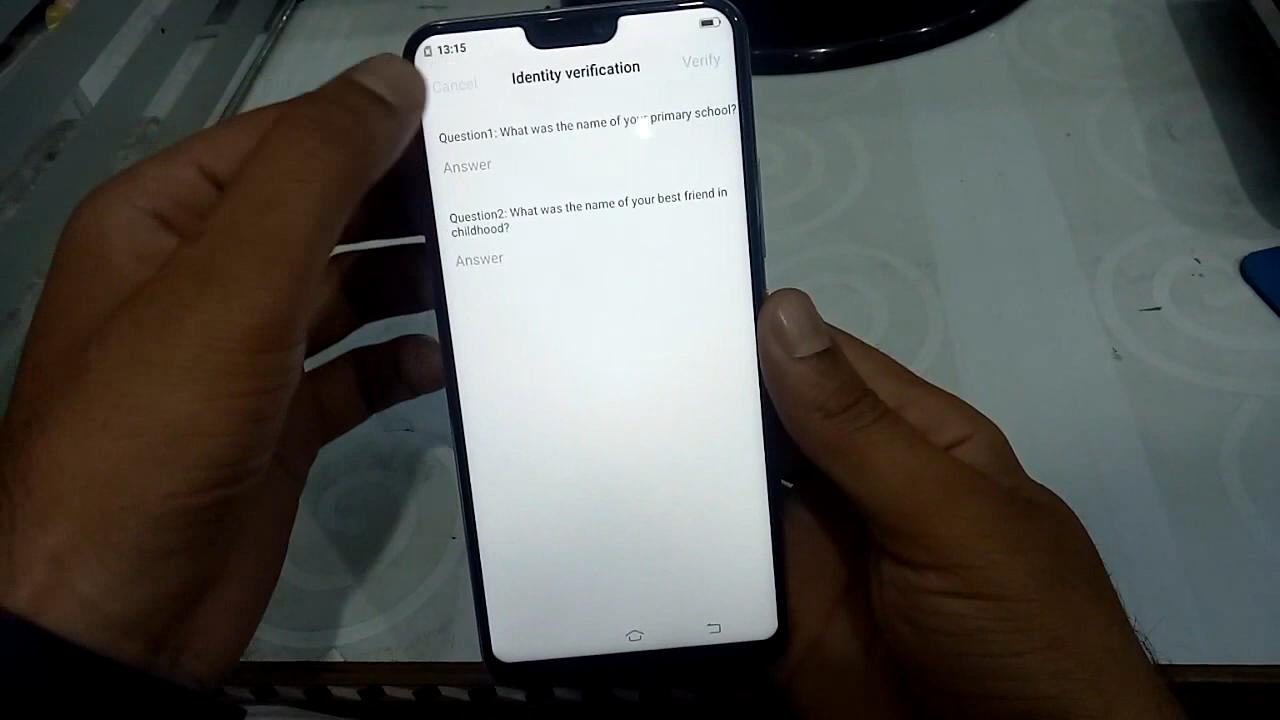 13:15
Cancel
Identity verification
Verify
Question1: What was the name of your primary school?
Answer
Question2: What was the name of your best friend in
childhood?
Answer